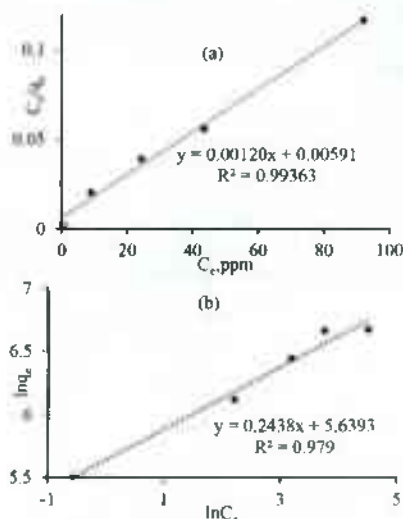 (a)
0.1
0.05
0
C_e/q_e
y = 0.00120x + 0.00591
R² = 0.99363
0 20 40 60 80 100
C_e,ppm
(b)
7
6.5
6
5.5
lnq_e
y = 0.2438x + 5.6393
R² = 0.979
-1 1 3 5
lnC_e